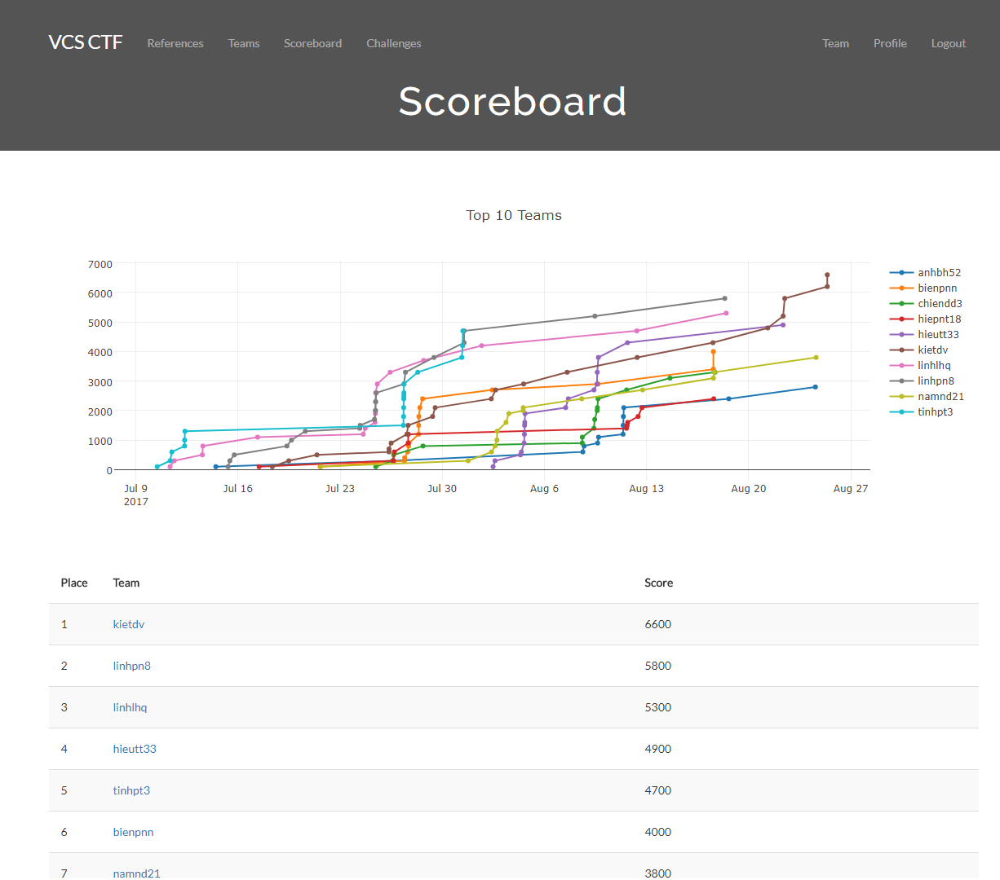 VCS CTF References Teams Scoreboard Challenges Team Profile Logout
Scoreboard
Top 10 Teams
7000
6000
5000
4000
3000
2000
1000
0
Jul 9 Jul 16 Jul 23 Jul 30 Aug 6 Aug 13 Aug 20 Aug 27
2017
anhbh52
bienpnn
chiendd3
hiepnt18
hieutt33
kietdv
linhlhq
linhpn8
namnd21
tinhpt3
Place Team Score
1 kietdv 6600
2 linhpn8 5800
3 linhlhq 5300
4 hieutt33 4900
5 tinhpt3 4700
6 bienpnn 4000
7 namnd21 3800